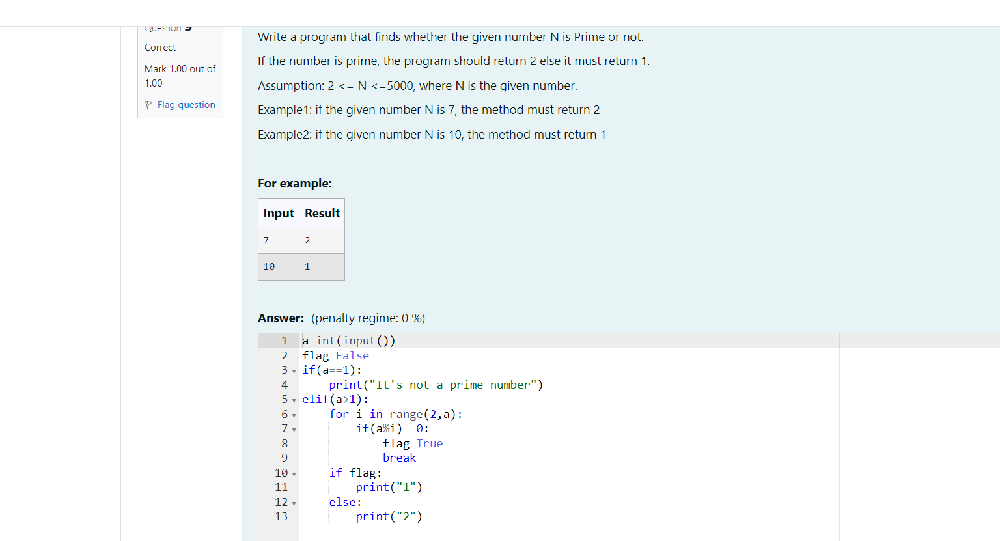 Question 9
Correct
Mark 1.00 out of
1.00
Flag question
Write a program that finds whether the given number N is Prime or not.
If the number is prime, the program should return 2 else it must return 1.
Assumption: 2 <= N <=5000, where N is the given number.
Example1: if the given number N is 7, the method must return 2
Example2: if the given number N is 10, the method must return 1
For example:
Input Result
7 2
10 1
Answer: (penalty regime: 0 %)
1 a=int(input())
2 flag=False
3 if(a==1):
4     print("It's not a prime number")
5 elif(a>1):
6     for i in range(2,a):
7         if(a%i)==0:
8             flag=True
9             break
10     if flag:
11         print("1")
12     else:
13         print("2")